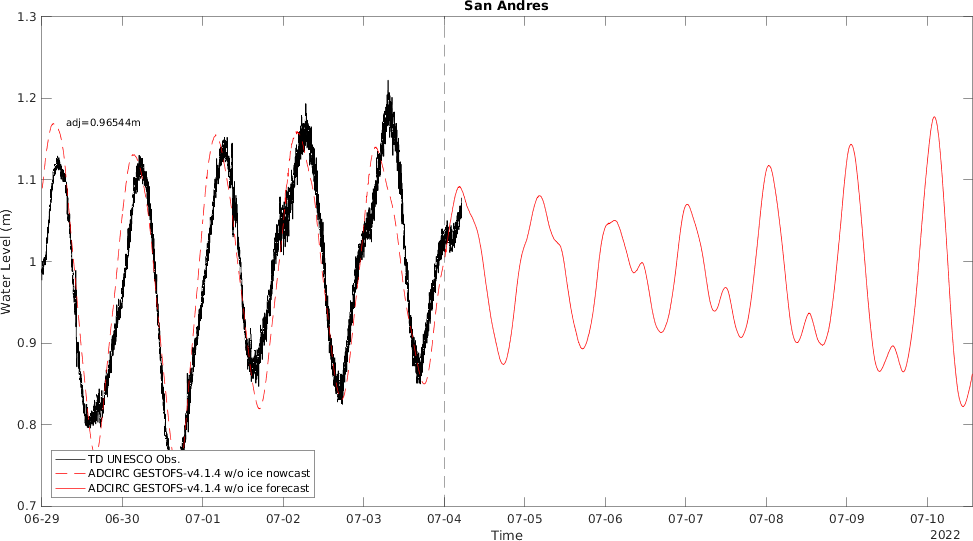 San Andres
1.3
1.2
1.1
1
0.9
0.8
0.7
Water Level (m)
adj=0.96544m
TD UNESCO Obs.
ADCIRC GESTOFS-v4.1.4 w/o ice nowcast
ADCIRC GESTOFS-v4.1.4 w/o ice forecast
06-29 06-30 07-01 07-02 07-03 07-04 07-05 07-06 07-07 07-08 07-09 07-10
Time
2022